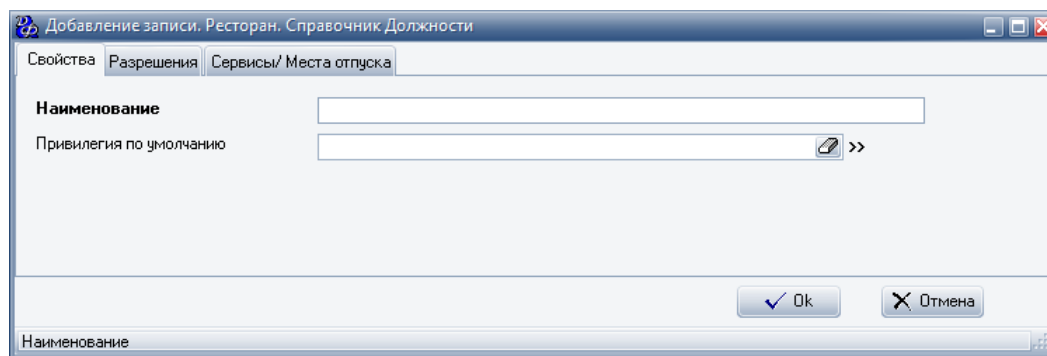 Добавление записи. Ресторан. Справочник Должности
Свойства Разрешения Сервисы/ Места отпуска
Наименование
Привилегия по умолчанию >>
Ok Отмена
Наименование